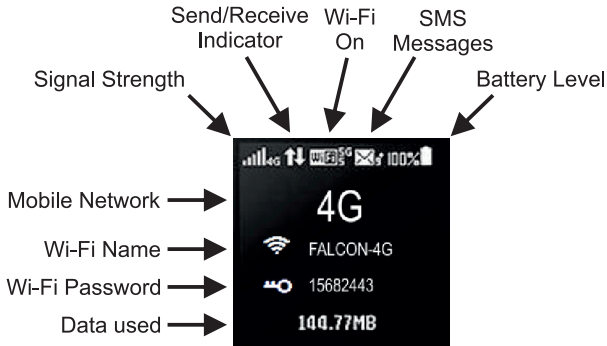 Send/Receive Indicator
Wi-Fi On
SMS Messages
Signal Strength
Battery Level
4G WiFi 5G 5 100%
Mobile Network
4G
Wi-Fi Name
FALCON-4G
Wi-Fi Password
15682443
Data used
144.77MB